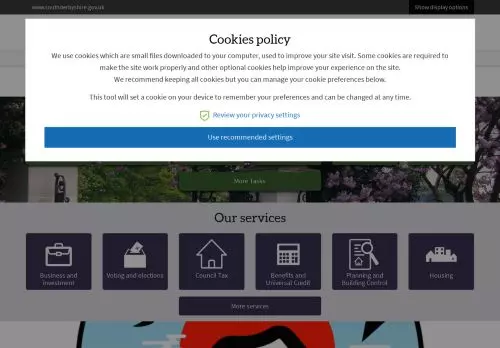 www.southderbyshire.gov.uk
Show display options
Cookies policy
We use cookies which are small files downloaded to your computer, used to improve your site visit. Some cookies are required to
make the site work properly and other optional cookies help improve your experience on the site.
We recommend keeping all cookies but you can manage your cookie preferences below.
This tool will set a cookie on your device to remember your preferences and can be changed at any time.
Review your privacy settings
Use recommended settings
More Tasks
Our services
Business and
Investment
Voting and elections
Council Tax
Benefits and
Universal Credit
Planning and
Building Control
Housing
More services